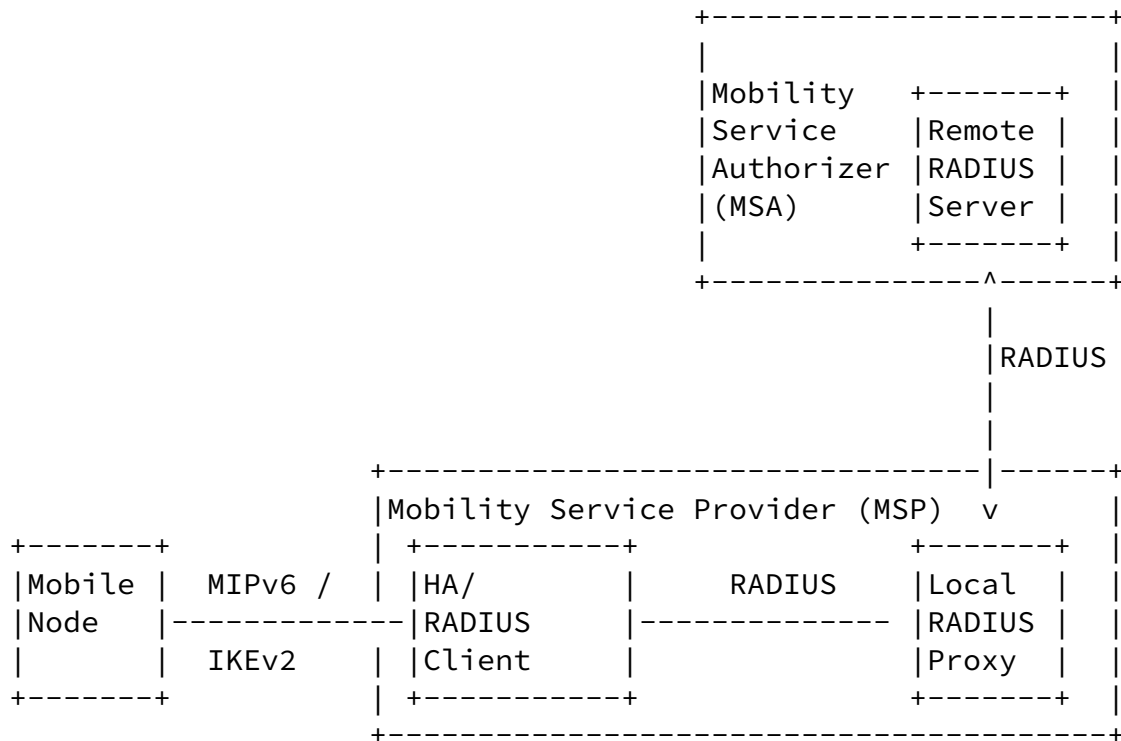 Mobility
Service Remote
Authorizer RADIUS
(MSA) Server
RADIUS
Mobility Service Provider (MSP) v
Mobile MIPv6 / HA/ RADIUS Local
Node RADIUS RADIUS
IKEv2 Client Proxy